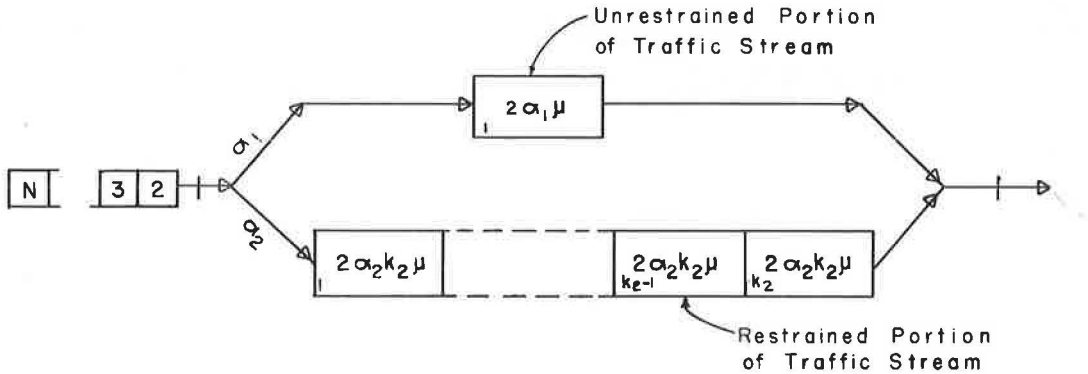 Unrestrained Portion
of Traffic Stream
2α₁μ
1
α₁
N 3 2
α₂
2α₂k₂μ
1
2α₂k₂μ
k₂-1
2α₂k₂μ
k₂
Restrained Portion
of Traffic Stream